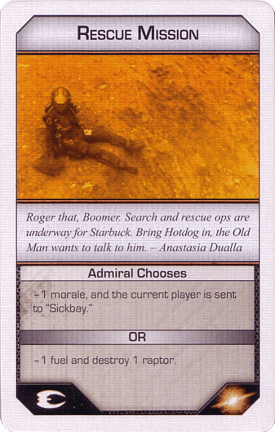 Rescue Mission
Roger that, Boomer. Search and rescue ops are
underway for Starbuck. Bring Hotdog in, the Old
Man wants to talk to him. – Anastasia Dualla
Admiral Chooses
-1 morale, and the current player is sent
to “Sickbay.”
OR
-1 fuel and destroy 1 raptor.